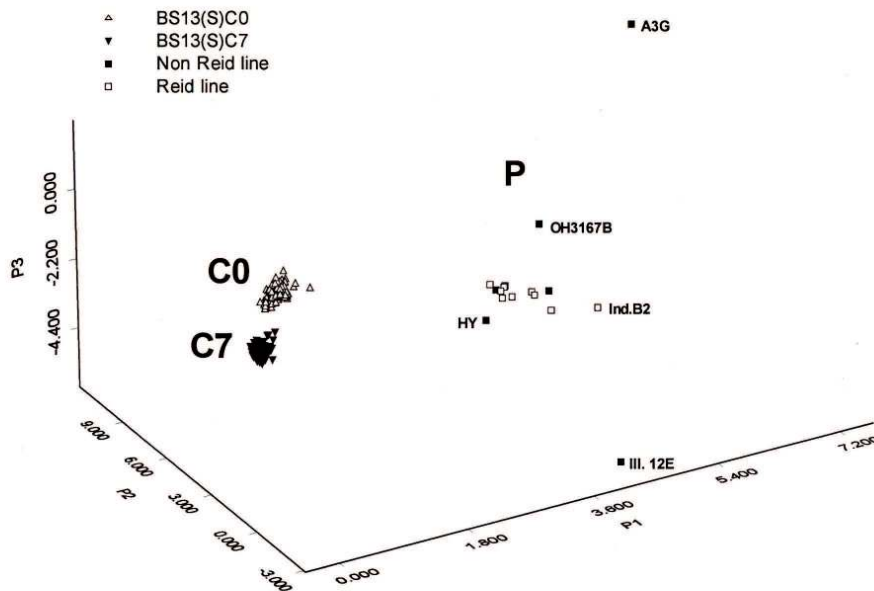 BS13(S)C0
BS13(S)C7
Non Reid line
Reid line
A3G
P
OH3167B
C0
C7
HY
Ind.B2
Ill. 12E
P3
0.000
-2.200
-4.400
P2
9.000
6.000
3.000
0.000
-3.000
P1
0.000
1.800
3.600
5.400
7.200